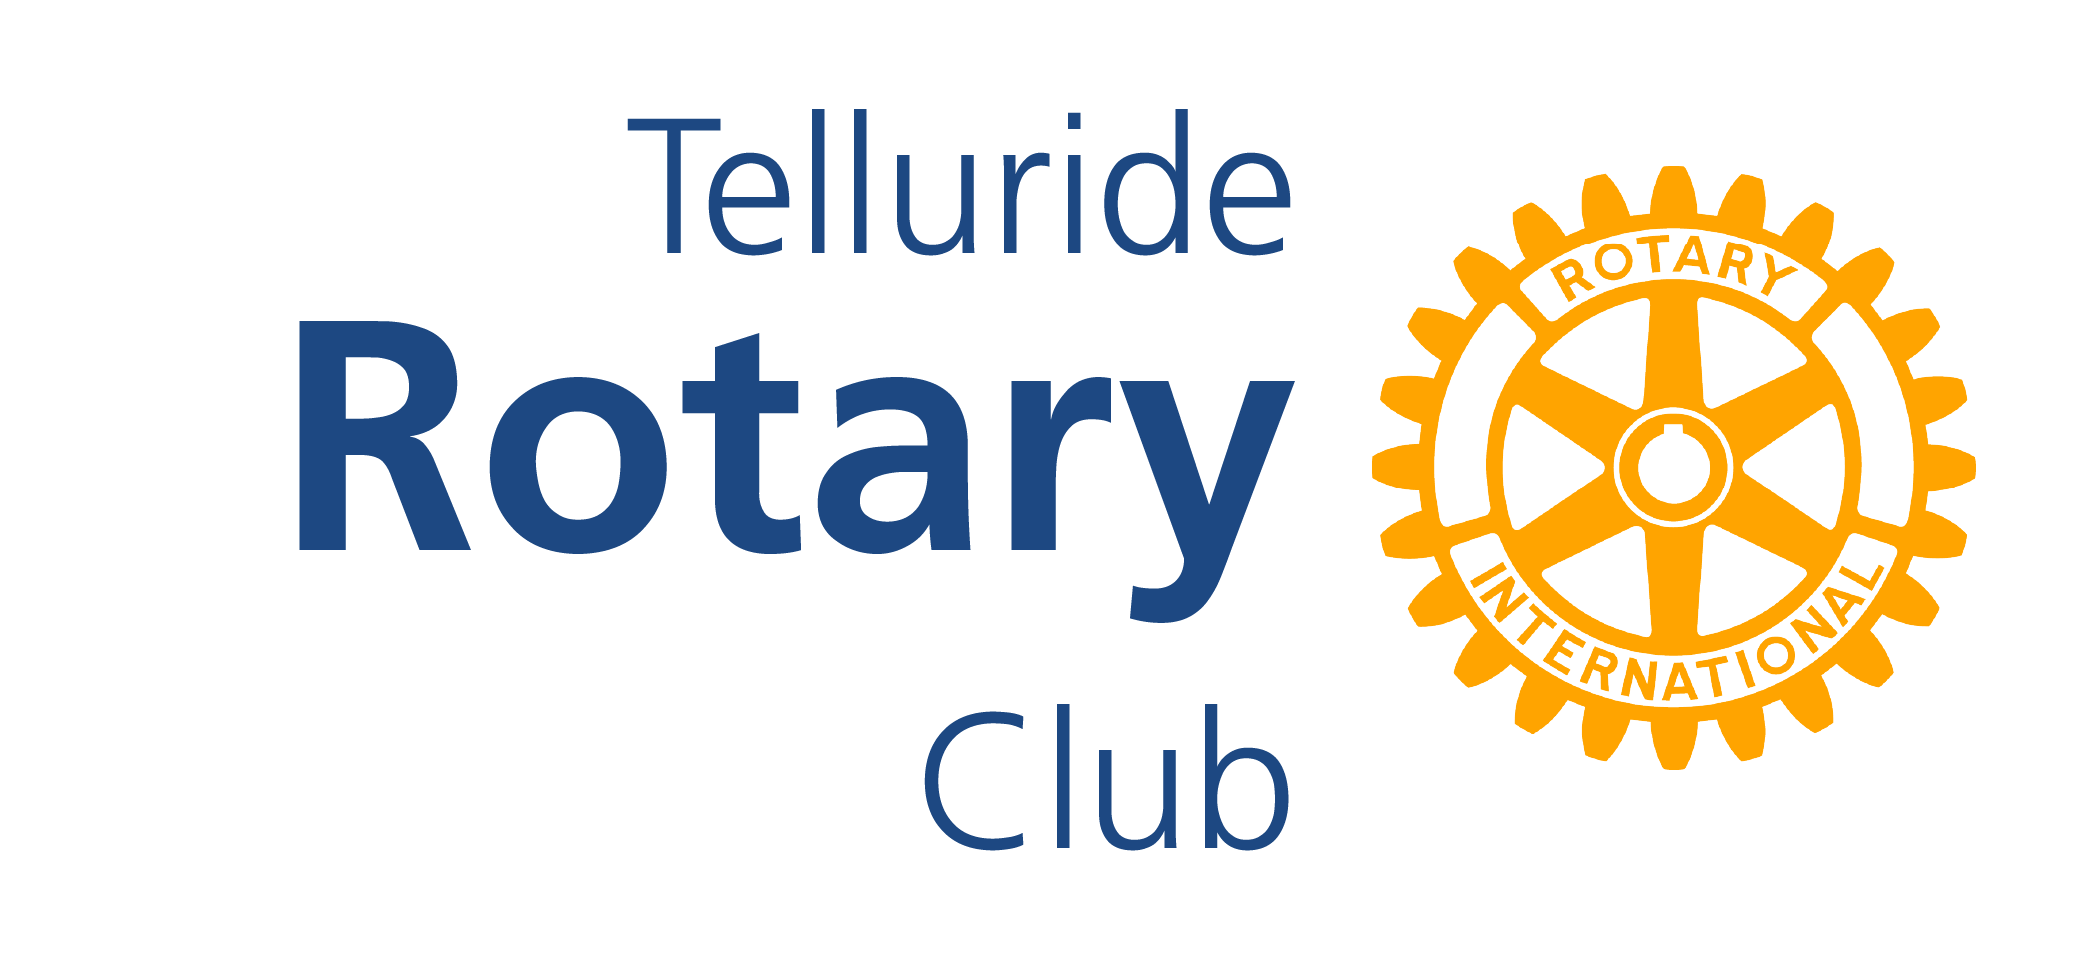 Telluride
Rotary
Club
ROTARY
INTERNATIONAL